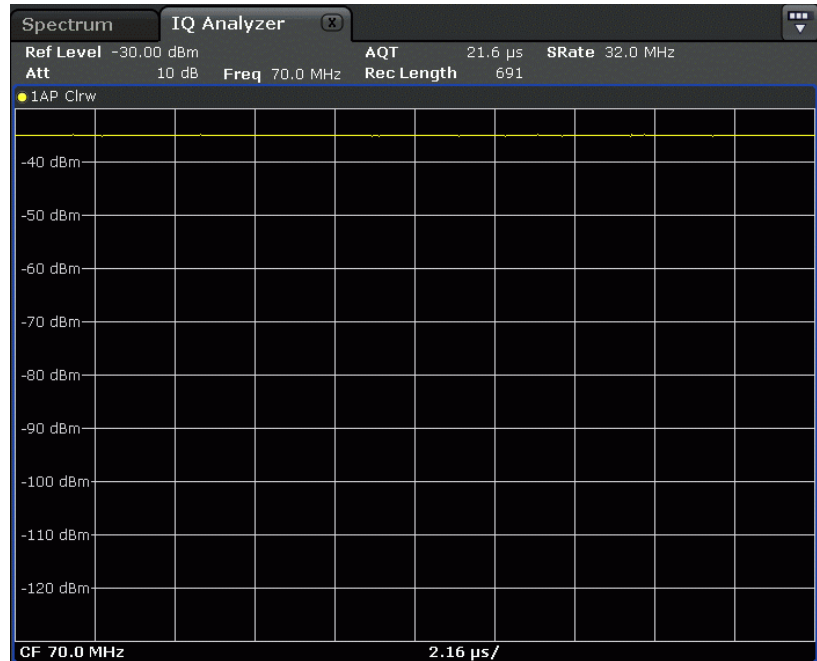 Spectrum IQ Analyzer X
Ref Level -30.00 dBm AQT 21.6 µs SRate 32.0 MHz
Att 10 dB Freq 70.0 MHz Rec Length 691
1AP Clrw
-40 dBm
-50 dBm
-60 dBm
-70 dBm
-80 dBm
-90 dBm
-100 dBm
-110 dBm
-120 dBm
CF 70.0 MHz 2.16 µs/